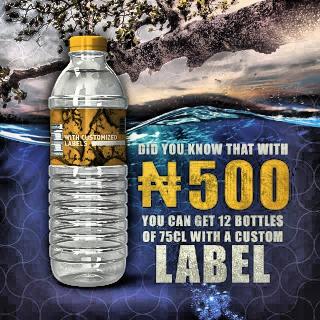 WITH CUSTOMIZED
LABELS
DID YOU KNOW THAT WITH
₦500
YOU CAN GET 12 BOTTLES
OF 75CL WITH A CUSTOM
LABEL